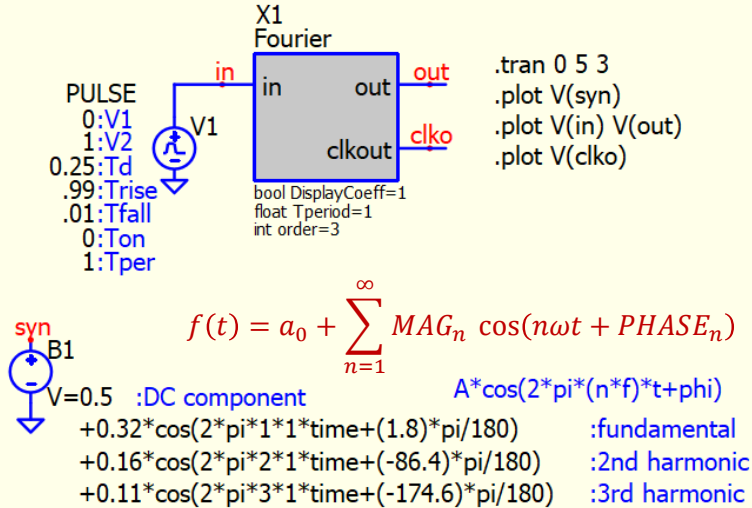 X1
Fourier
in
in
out
out
clkout
clko
PULSE
0:V1
1:V2
0.25:Td
.99:Trise
.01:Tfall
0:Ton
1:Tper
V1
bool DisplayCoeff=1
float Tperiod=1
int order=3
.tran 0 5 3
.plot V(syn)
.plot V(in) V(out)
.plot V(clko)
f(t) = a₀ + ∑ₙ₌₁^∞ MAGₙ cos(nωt + PHASEₙ)
syn
B1
A*cos(2*pi*(n*f)*t+phi)
V=0.5 :DC component
+0.32*cos(2*pi*1*1*time+(1.8)*pi/180) :fundamental
+0.16*cos(2*pi*2*1*time+(-86.4)*pi/180) :2nd harmonic
+0.11*cos(2*pi*3*1*time+(-174.6)*pi/180) :3rd harmonic